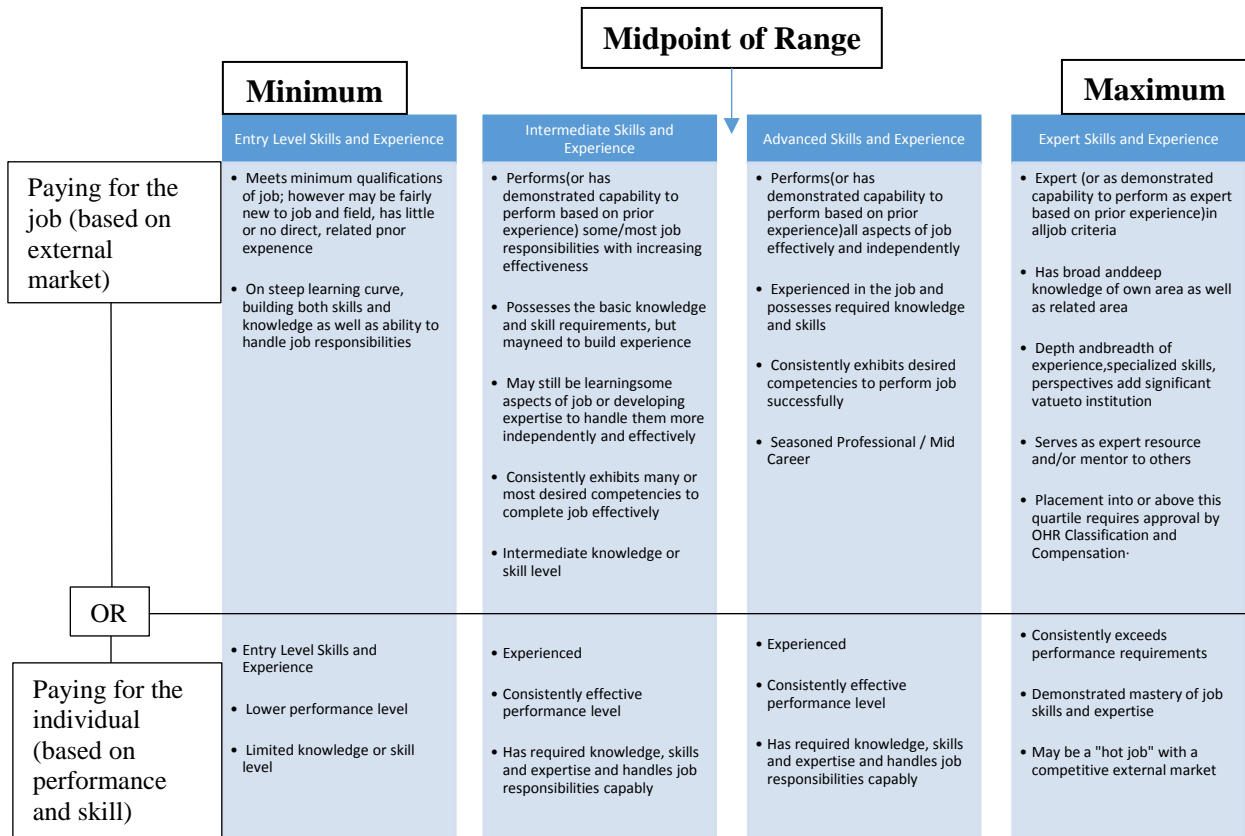 Midpoint of Range
Minimum
Maximum
Entry Level Skills and Experience
Intermediate Skills and
Experience
Advanced Skills and Experience
Expert Skills and Experience
Paying for the
job (based on
external
market)
• Meets minimum qualifications
of job; however may be fairly
new to job and field, has little
or no direct, related pnor
expenence
• On steep learning curve,
building both skills and
knowledge as well as ability to
handle job responsibilities
• Performs(or has
demonstrated capability to
perform based on prior
experience) some/most job
responsibilities with increasing
effectiveness
• Possesses the basic knowledge
and skill requirements, but
mayneed to build experience
• May still be learningsome
aspects of job or developing
expertise to handle them more
independently and effectively
• Consistently exhibits many or
most desired competencies to
complete job effectively
• Intermediate knowledge or
skill level
• Performs(or has
demonstrated capability to
perform based on prior
experience)all aspects of job
effectively and independently
• Experienced in the job and
possesses required knowledge
and skills
• Consistently exhibits desired
competencies to perform job
successfully
• Seasoned Professional / Mid
Career
• Expert (or as demonstrated
capability to perform as expert
based on prior experience)in
alljob criteria
• Has broad anddeep
knowledge of own area as well
as related area
• Depth andbreadth of
experience,specialized skills,
perspectives add significant
vatueto institution
• Serves as expert resource
and/or mentor to others
• Placement into or above this
quartile requires approval by
OHR Classification and
Compensation·
OR
Paying for the
individual
(based on
performance
and skill)
• Entry Level Skills and
Experience
• Lower performance level
• Limited knowledge or skill
level
• Experienced
• Consistently effective
performance level
• Has required knowledge, skills
and expertise and handles job
responsibilities capably
• Experienced
• Consistently effective
performance level
• Has required knowledge, skills
and expertise and handles job
responsibilities capably
• Consistently exceeds
performance requirements
• Demonstrated mastery of job
skills and expertise
• May be a "hot job" with a
competitive external market